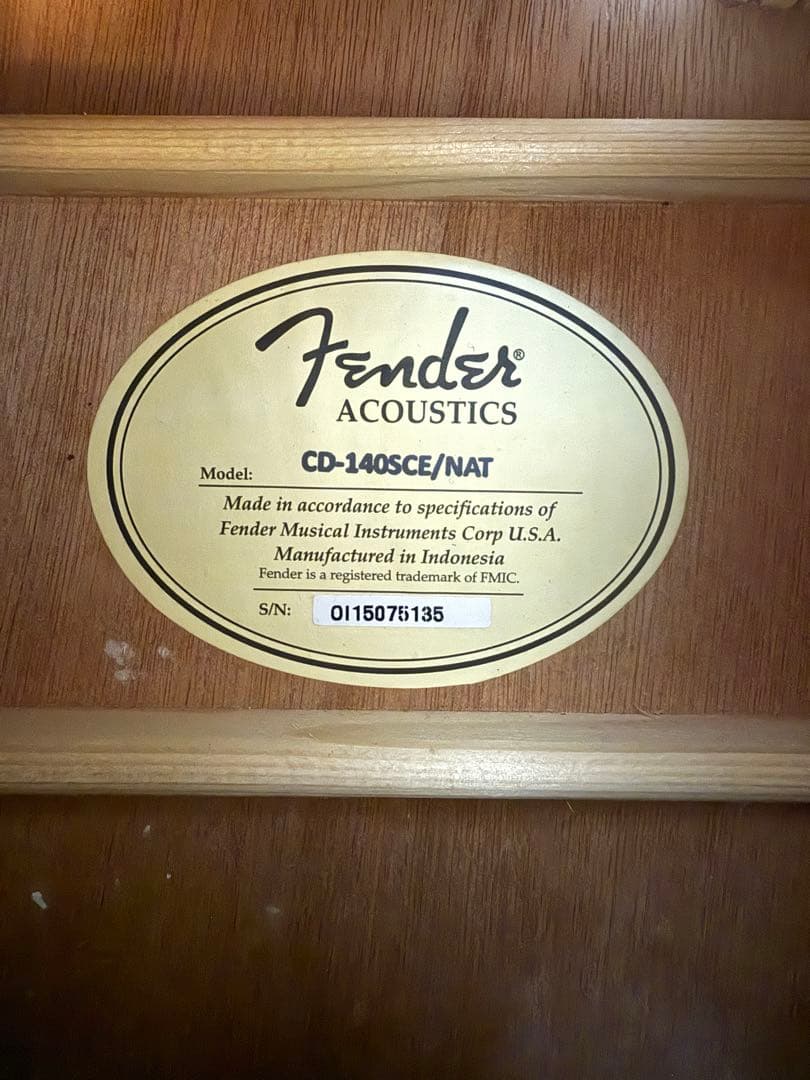 Fender®
ACOUSTICS
Model: CD-140SCE/NAT
Made in accordance to specifications of
Fender Musical Instruments Corp U.S.A.
Manufactured in Indonesia
Fender is a registered trademark of FMIC.
S/N: OI15075135